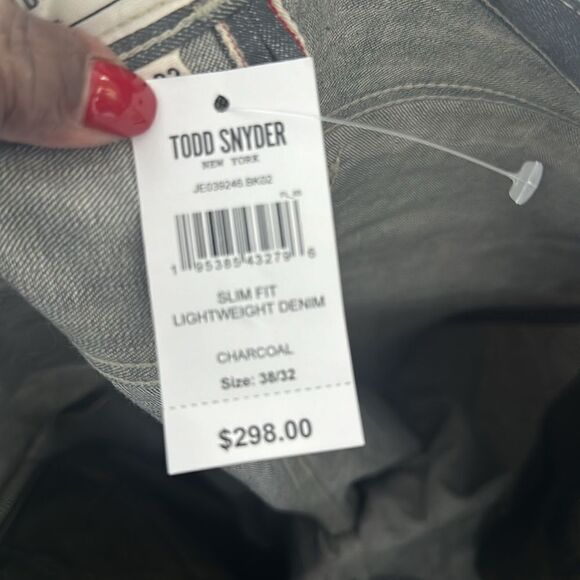 TODD SNYDER
NEW YORK
JE039246.BK02
1 95385 43279 6
SLIM FIT
LIGHTWEIGHT DENIM
CHARCOAL
Size: 38/32
$298.00